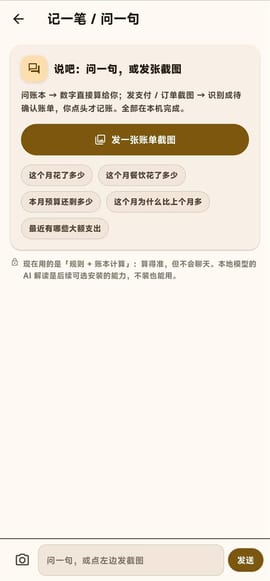 记一笔 / 问一句
说吧：问一句，或发张截图
问账本 → 数字直接算给你；发支付 / 订单截图 → 识别成待
确认账单，你点头才记账。全部在本机完成。
发一张账单截图
这个月花了多少
这个月餐饮花了多少
本月预算还剩多少
这个月为什么比上个月多
最近有哪些大额支出
现在用的是「规则 + 账本计算」：算得准，但不会聊天。本地模型的
AI 解读是后续可选安装的能力，不装也能用。
问一句，或点左边发截图
发送